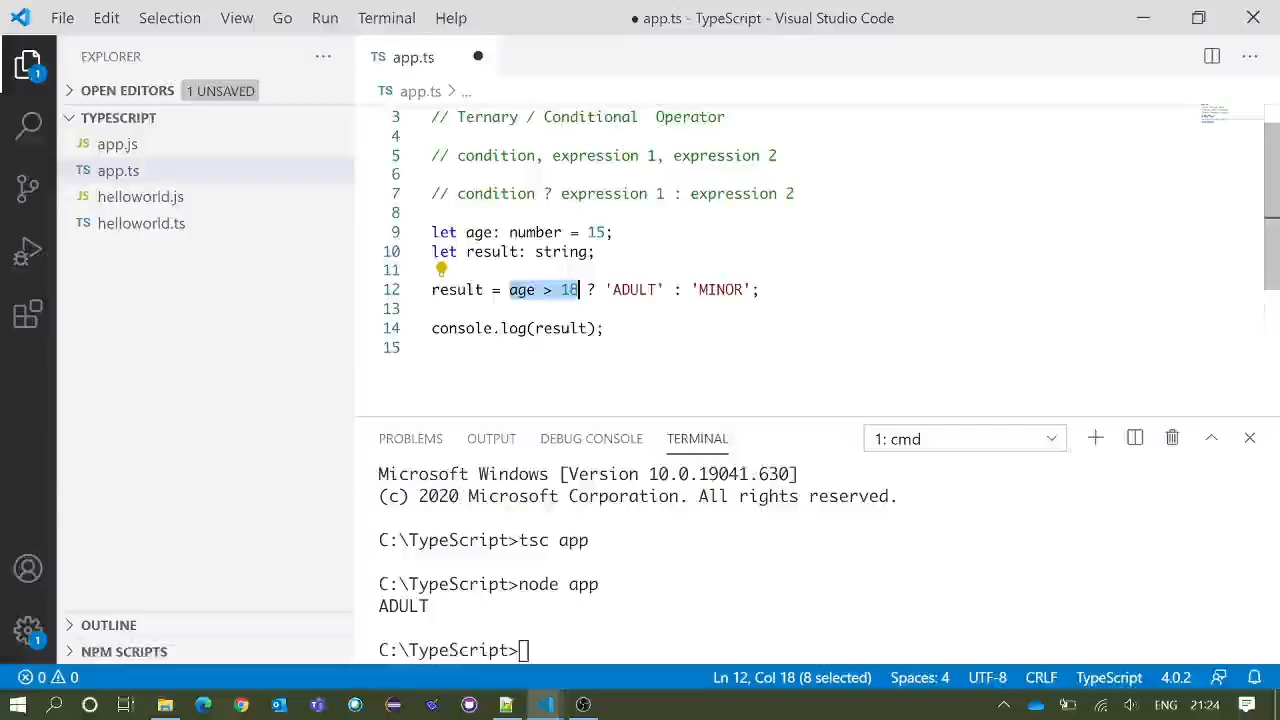 File Edit Selection View Go Run Terminal Help ● app.ts - TypeScript - Visual Studio Code
EXPLORER
OPEN EDITORS 1 UNSAVED
TYPESCRIPT
JS app.js
TS app.ts
JS helloworld.js
TS helloworld.ts
OUTLINE
NPM SCRIPTS
1
1
TS app.ts
TS app.ts > ...
3 // Ternary / Conditional  Operator
4
5 // condition, expression 1, expression 2
6
7 // condition ? expression 1 : expression 2
8
9 let age: number = 15;
10 let result: string;
11
12 result = age > 18 ? 'ADULT' : 'MINOR';
13
14 console.log(result);
15
PROBLEMS OUTPUT DEBUG CONSOLE TERMINAL 1: cmd
Microsoft Windows [Version 10.0.19041.630]
(c) 2020 Microsoft Corporation. All rights reserved.
C:\TypeScript>tsc app
C:\TypeScript>node app
ADULT
C:\TypeScript>
0 0 Ln 12, Col 18 (8 selected) Spaces: 4 UTF-8 CRLF TypeScript 4.0.2
ENG 21:24